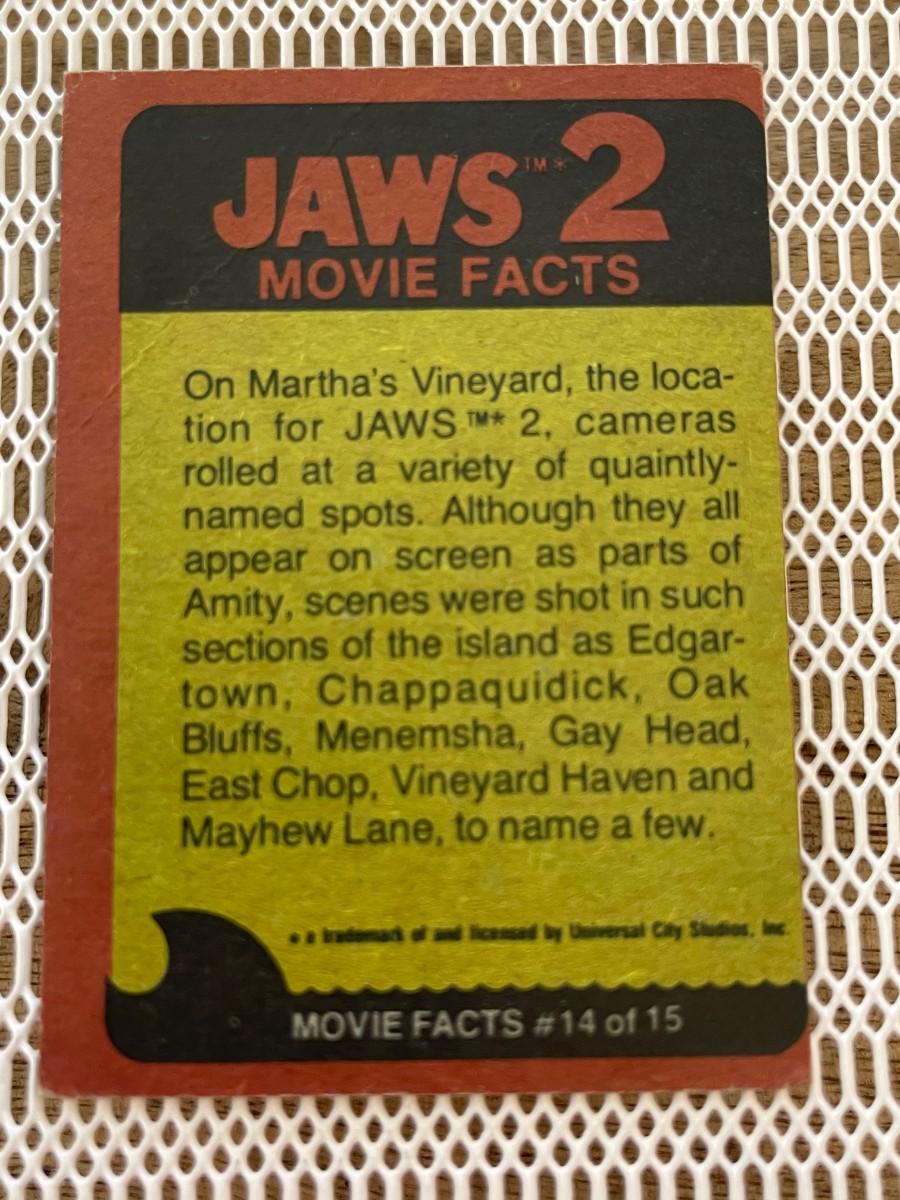 JAWS™* 2
MOVIE FACTS
On Martha's Vineyard, the loca-
tion for JAWS™* 2, cameras
rolled at a variety of quaintly-
named spots. Although they all
appear on screen as parts of
Amity, scenes were shot in such
sections of the island as Edgar-
town, Chappaquidick, Oak
Bluffs, Menemsha, Gay Head,
East Chop, Vineyard Haven and
Mayhew Lane, to name a few.
* a trademark of and licensed by Universal City Studios, Inc.
MOVIE FACTS #14 of 15